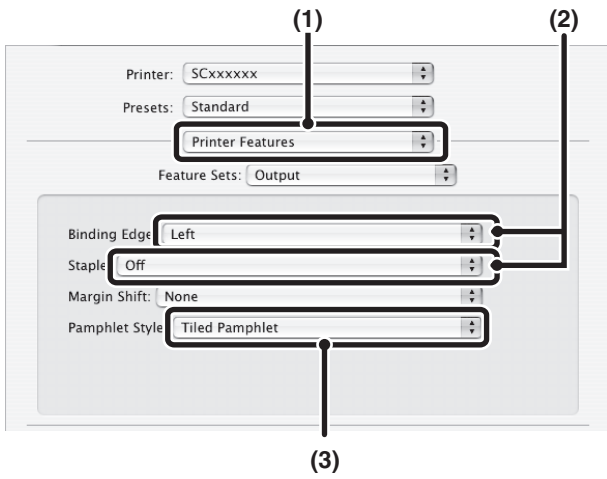 (1) (2)
Printer: SCxxxxxx
Presets: Standard
Printer Features
Feature Sets: Output
Binding Edge Left
Staple Off
Margin Shift: None
Pamphlet Style Tiled Pamphlet
(3)